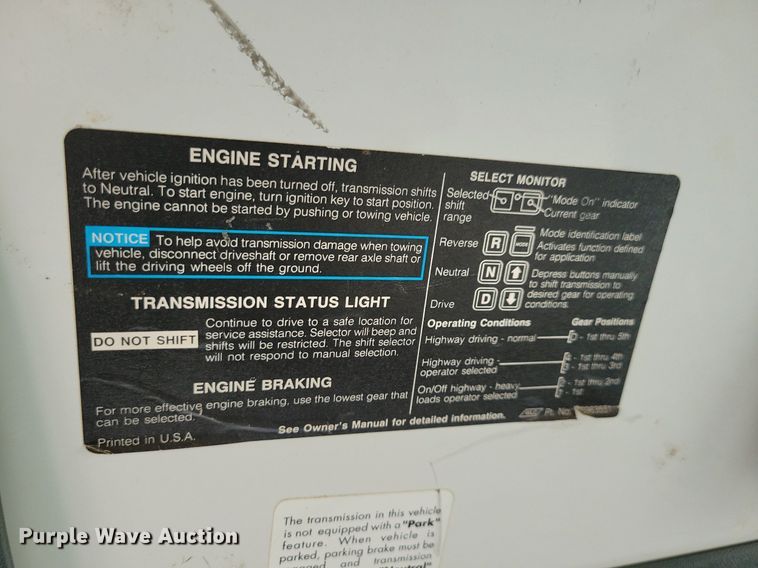 ENGINE STARTING
After vehicle ignition has been turned off, transmission shifts
to Neutral. To start engine, turn ignition key to start position.
The engine cannot be started by pushing or towing vehicle.
NOTICE To help avoid transmission damage when towing
vehicle, disconnect driveshaft or remove rear axle shaft or
lift the driving wheels off the ground.
TRANSMISSION STATUS LIGHT
DO NOT SHIFT
Continue to drive to a safe location for
service assistance. Selector will beep and
shifts will be restricted. The shift selector
will not respond to manual selection.
ENGINE BRAKING
For more effective engine braking, use the lowest gear that
can be selected.
Printed in U.S.A.
See Owner's Manual for detailed information.
SELECT MONITOR
Selected
shift
range
"Mode On" indicator
Current gear
Reverse R MODE
Mode identification label
Activates function defined
for application
Neutral N
Drive D
Depress buttons manually
to shift transmission to
desired gear for operating
conditions.
Operating Conditions Gear Positions
Highway driving - normal D - 1st thru 5th
Highway driving -
operator selected
- 1st thru 4th
- 1st thru 3rd
On/Off highway - heavy
loads operator selected
- 1st thru 2nd
- 1st
Pt. No.
The transmission in this vehicle
is not equipped with a "Park"
feature. When vehicle is
parked, parking brake must be
and transmission
"Neutral"
Purple Wave Auction